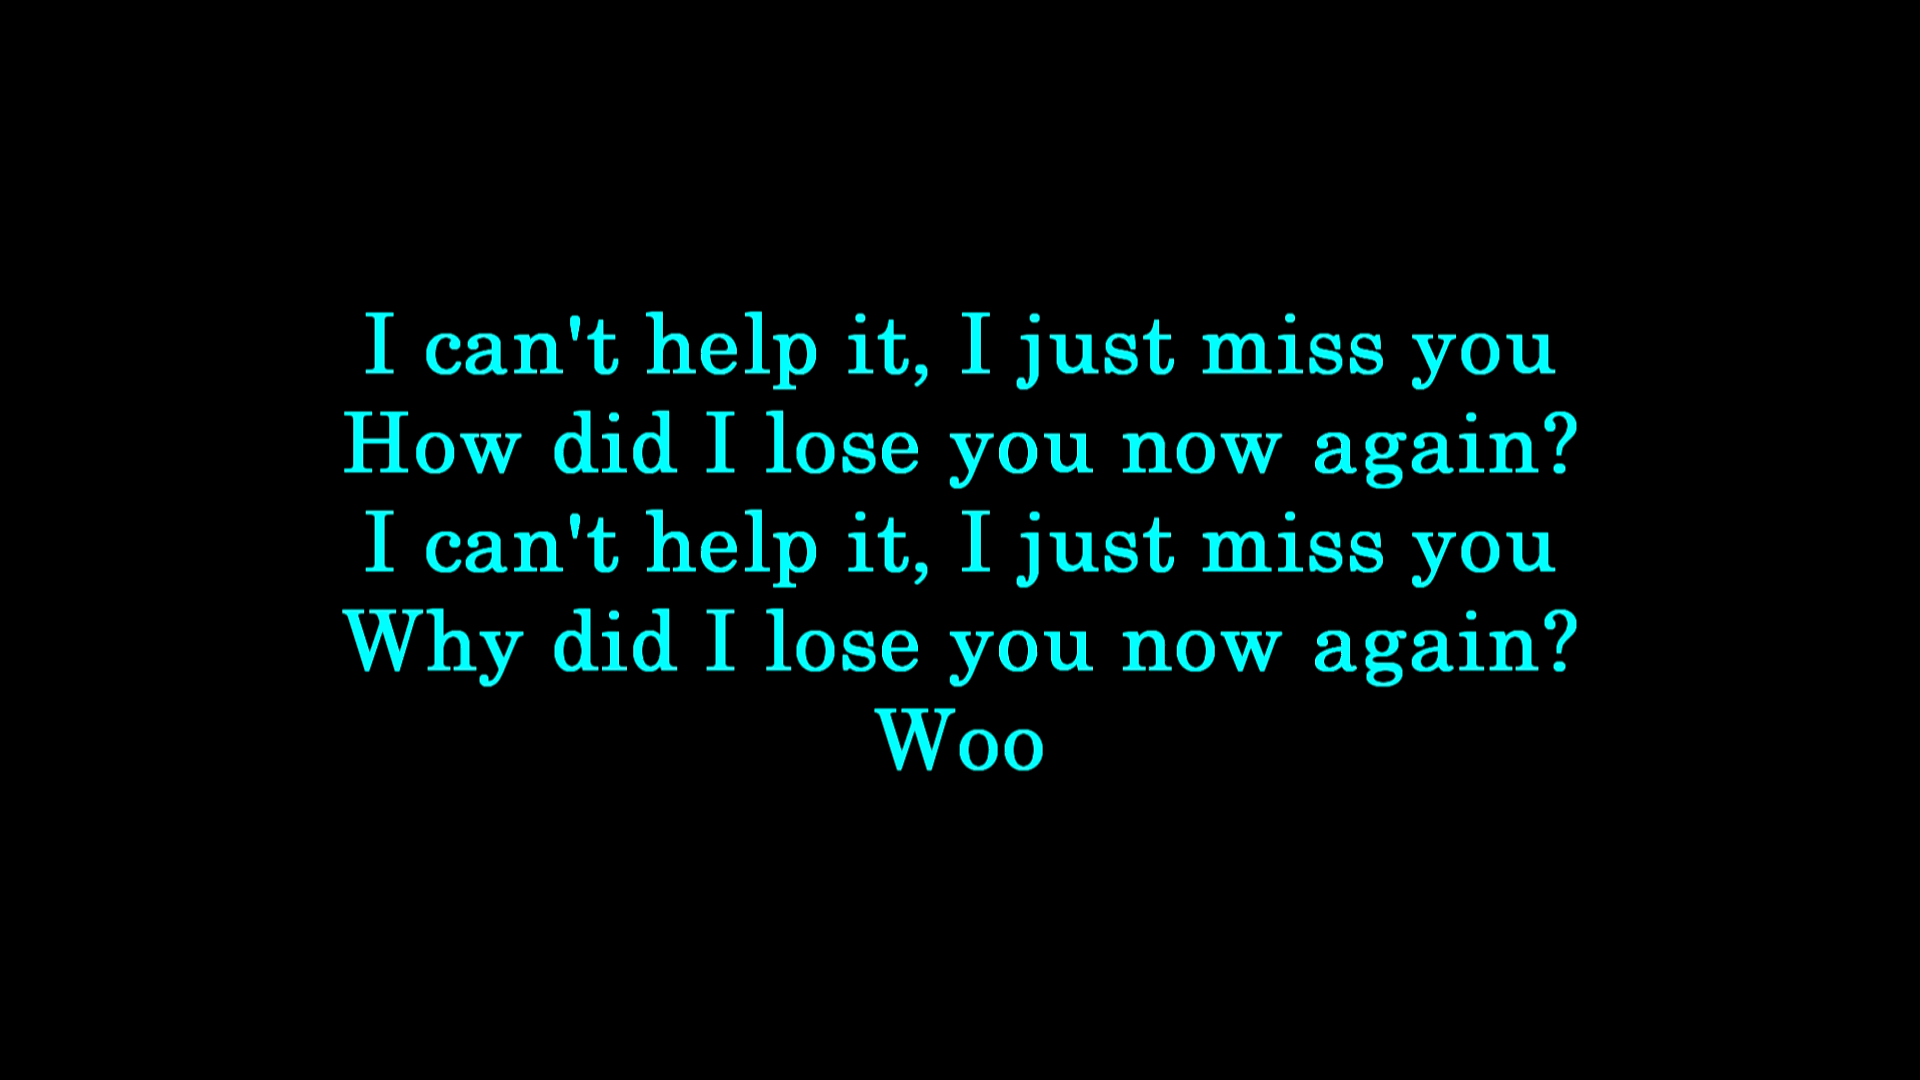 I can't help it, I just miss you
How did I lose you now again?
I can't help it, I just miss you
Why did I lose you now again?
Woo